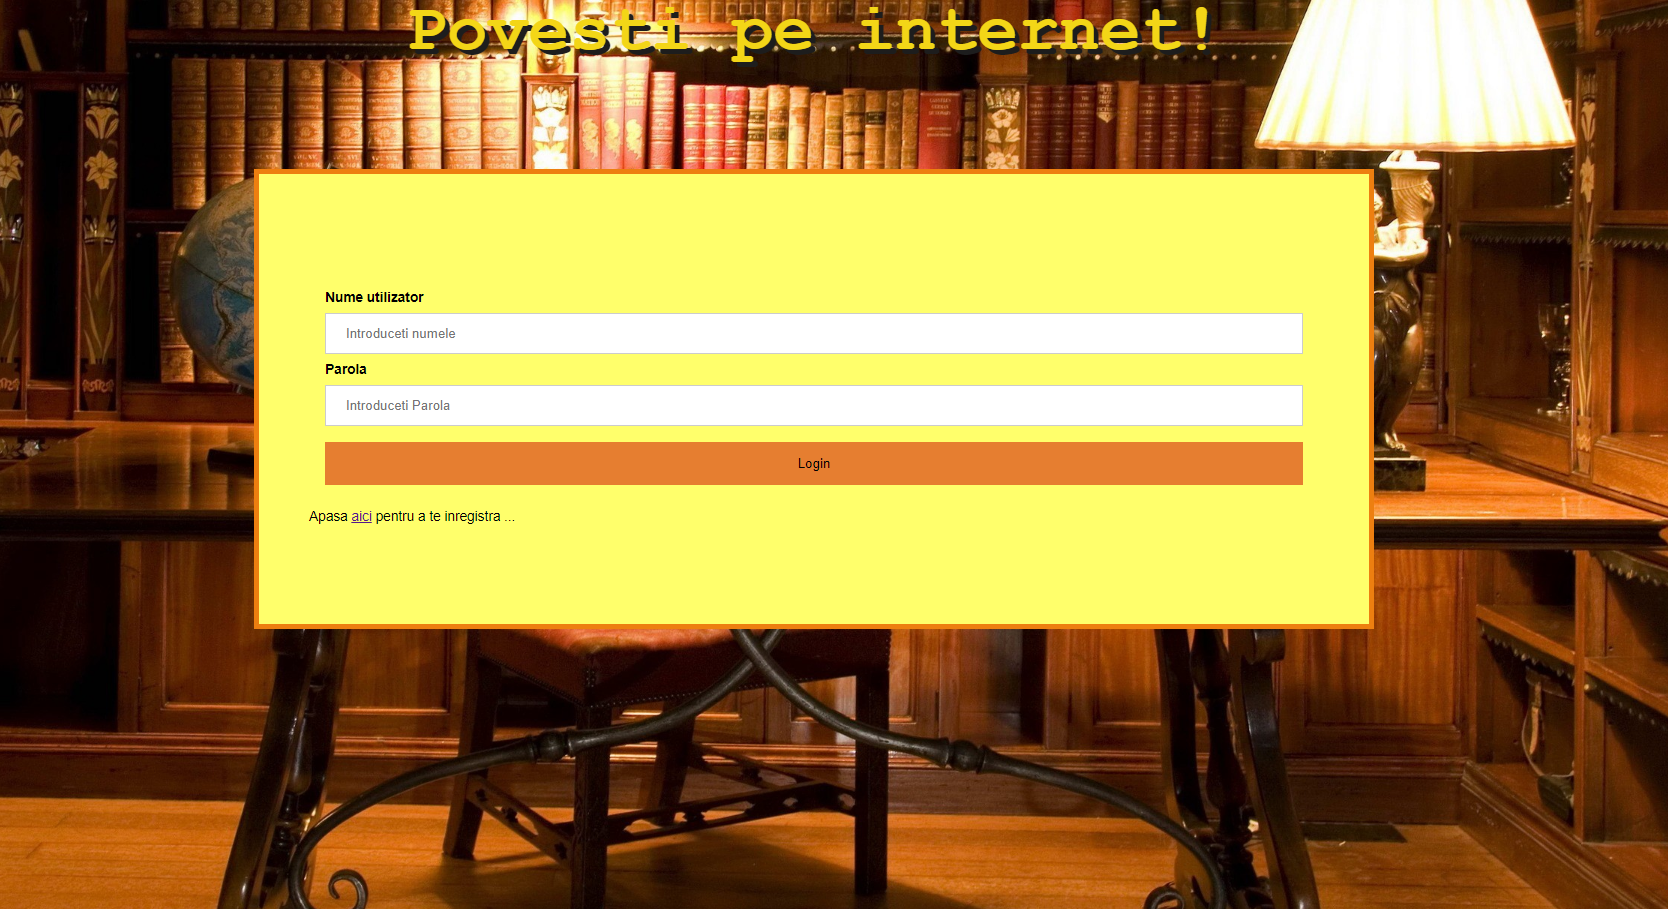 Povesti pe internet!
Nume utilizator
Introduceti numele
Parola
Introduceti Parola
Login
Apasa aici pentru a te inregistra ...